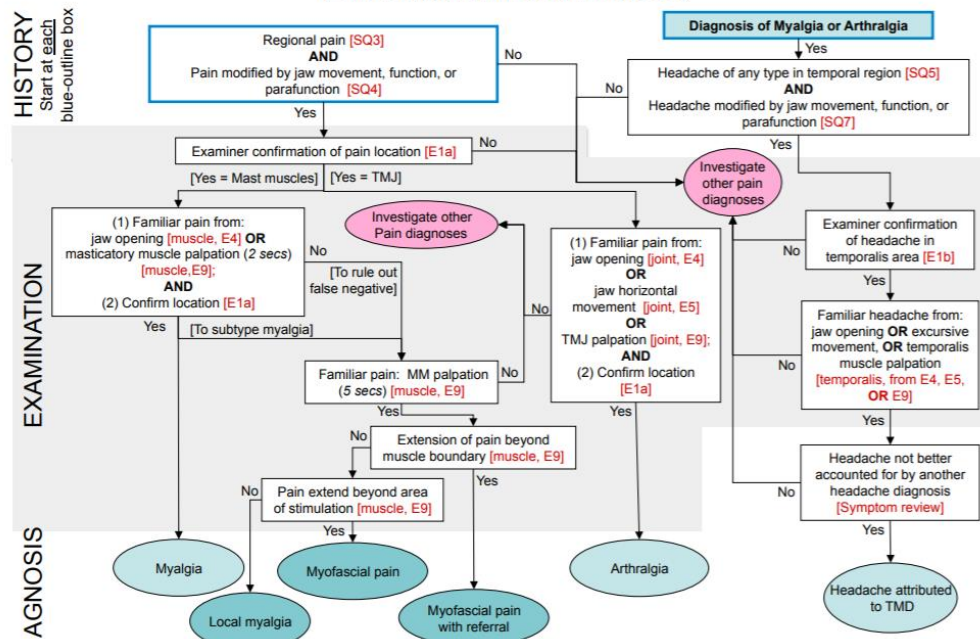 HISTORY
Start at each
blue-outline box
Regional pain [SQ3]
AND
Pain modified by jaw movement, function, or
parafunction [SQ4]
No
Yes
Diagnosis of Myalgia or Arthralgia
Yes
Headache of any type in temporal region [SQ5]
AND
Headache modified by jaw movement, function, or
parafunction [SQ7]
No
Yes
EXAMINATION
Examiner confirmation of pain location [E1a]
No
[Yes = Mast muscles]
[Yes = TMJ]
Investigate
other pain
diagnoses
(1) Familiar pain from:
jaw opening [muscle, E4] OR
masticatory muscle palpation (2 secs)
[muscle,E9];
AND
(2) Confirm location [E1a]
No
[To rule out
false negative]
Yes
[To subtype myalgia]
Investigate other
Pain diagnoses
(1) Familiar pain from:
jaw opening [joint, E4]
OR
jaw horizontal
movement [joint, E5]
OR
TMJ palpation [joint, E9];
AND
(2) Confirm location
[E1a]
No
Yes
Examiner confirmation
of headache in
temporalis area [E1b]
No
Yes
Familiar headache from:
jaw opening OR excursive
movement, OR temporalis
muscle palpation
[temporalis, from E4, E5,
OR E9]
No
Yes
Familiar pain: MM palpation
(5 secs) [muscle, E9]
No
Yes
Extension of pain beyond
muscle boundary [muscle, E9]
No
Yes
Pain extend beyond area
of stimulation [muscle, E9]
No
Yes
Headache not better
accounted for by another
headache diagnosis
[Symptom review]
No
Yes
AGNOSIS
Myalgia
Local myalgia
Myofascial pain
Myofascial pain
with referral
Arthralgia
Headache attributed
to TMD